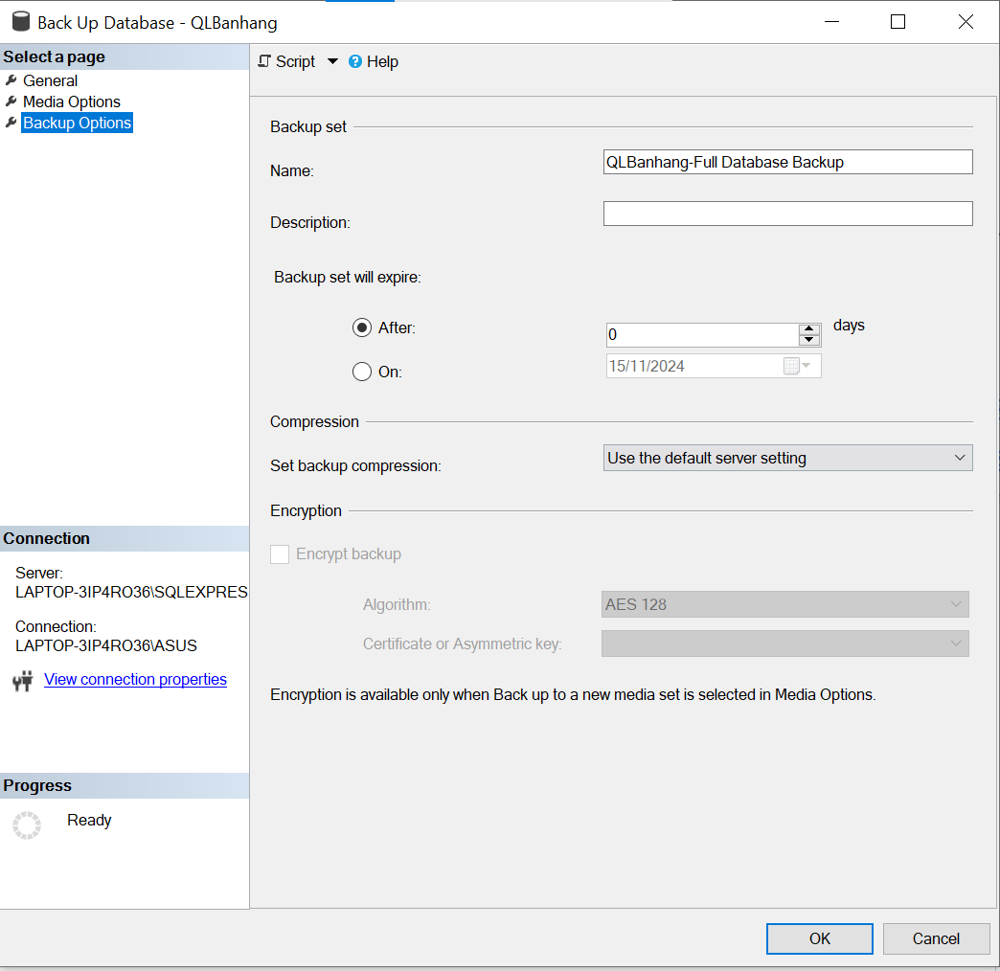 Back Up Database - QLBanhang
Select a page
General
Media Options
Backup Options
Script
Help
Backup set
Name:
QLBanhang-Full Database Backup
Description:
Backup set will expire:
After:
0
days
On:
15/11/2024
Compression
Set backup compression:
Use the default server setting
Encryption
Encrypt backup
Algorithm:
AES 128
Certificate or Asymmetric key:
Encryption is available only when Back up to a new media set is selected in Media Options.
Connection
Server:
LAPTOP-3IP4RO36\SQLEXPRES
Connection:
LAPTOP-3IP4RO36\ASUS
View connection properties
Progress
Ready
OK
Cancel